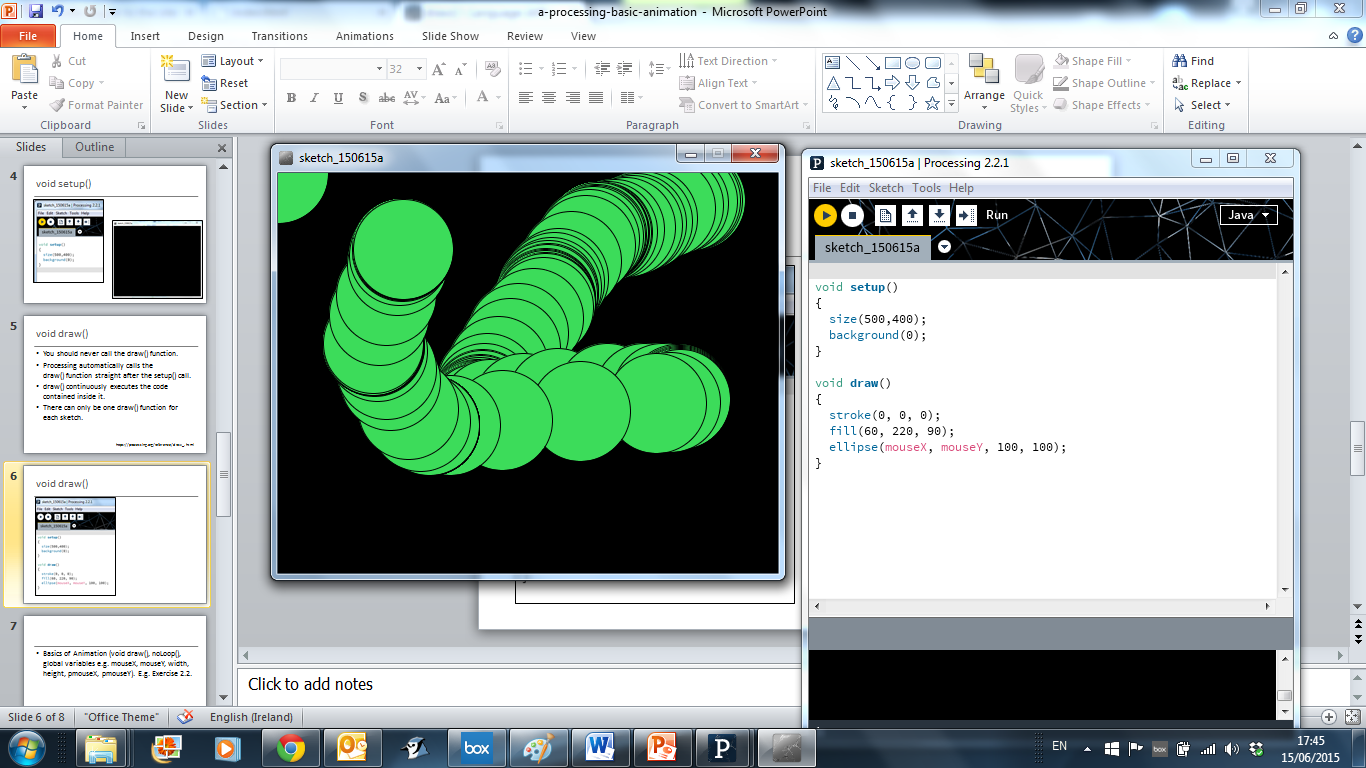 a-processing-basic-animation - Microsoft PowerPoint
File Home Insert Design Transitions Animations Slide Show Review View
Paste
Cut
Copy
Format Painter
Clipboard
New Slide
Layout
Reset
Section
Slides
32
B I U S abc AV Aa A
Font
Text Direction
Align Text
Convert to SmartArt
Paragraph
Arrange
Quick Styles
Shape Fill
Shape Outline
Shape Effects
Drawing
Find
Replace
Select
Editing
Slides Outline
4
void setup()
5
void draw()
• You should never call the draw() function.
• Processing automatically calls the
draw() function straight after the setup() call.
• draw() continuously executes the code
contained inside it.
• There can only be one draw() function for
each sketch.
6
void draw()
7
• Basics of Animation (void draw(), noLoop(),
global variables e.g. mouseX, mouseY, width,
height, pmouseX, pmouseY). E.g. Exercise 2.2.
sketch_150615a
sketch_150615a | Processing 2.2.1
File Edit Sketch Tools Help
Run
Java
sketch_150615a
void setup()
{
size(500,400);
background(0);
}
void draw()
{
stroke(0, 0, 0);
fill(60, 220, 90);
ellipse(mouseX, mouseY, 100, 100);
}
Click to add notes
Slide 6 of 8
"Office Theme"
English (Ireland)
box
EN
box
17:45
15/06/2015